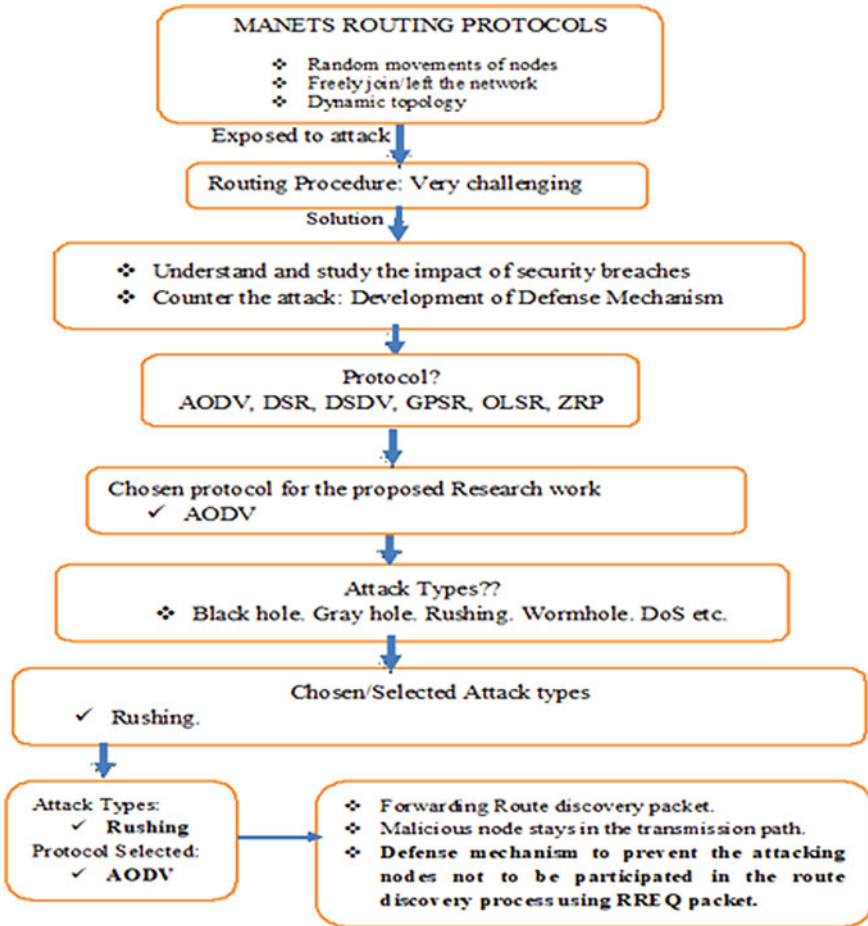 MANETS ROUTING PROTOCOLS
❖ Random movements of nodes
❖ Freely join/left the network
❖ Dynamic topology
Exposed to attack
Routing Procedure: Very challenging
Solution
❖ Understand and study the impact of security breaches
❖ Counter the attack: Development of Defense Mechanism
Protocol?
AODV, DSR, DSDV, GPSR, OLSR, ZRP
Chosen protocol for the proposed Research work
✓ AODV
Attack Types??
❖ Black hole. Gray hole. Rushing. Wormhole. DoS etc.
Chosen/Selected Attack types
✓ Rushing.
Attack Types:
✓ Rushing
Protocol Selected:
✓ AODV
❖ Forwarding Route discovery packet.
❖ Malicious node stays in the transmission path.
❖ Defense mechanism to prevent the attacking
nodes not to be participated in the route
discovery process using RREQ packet.